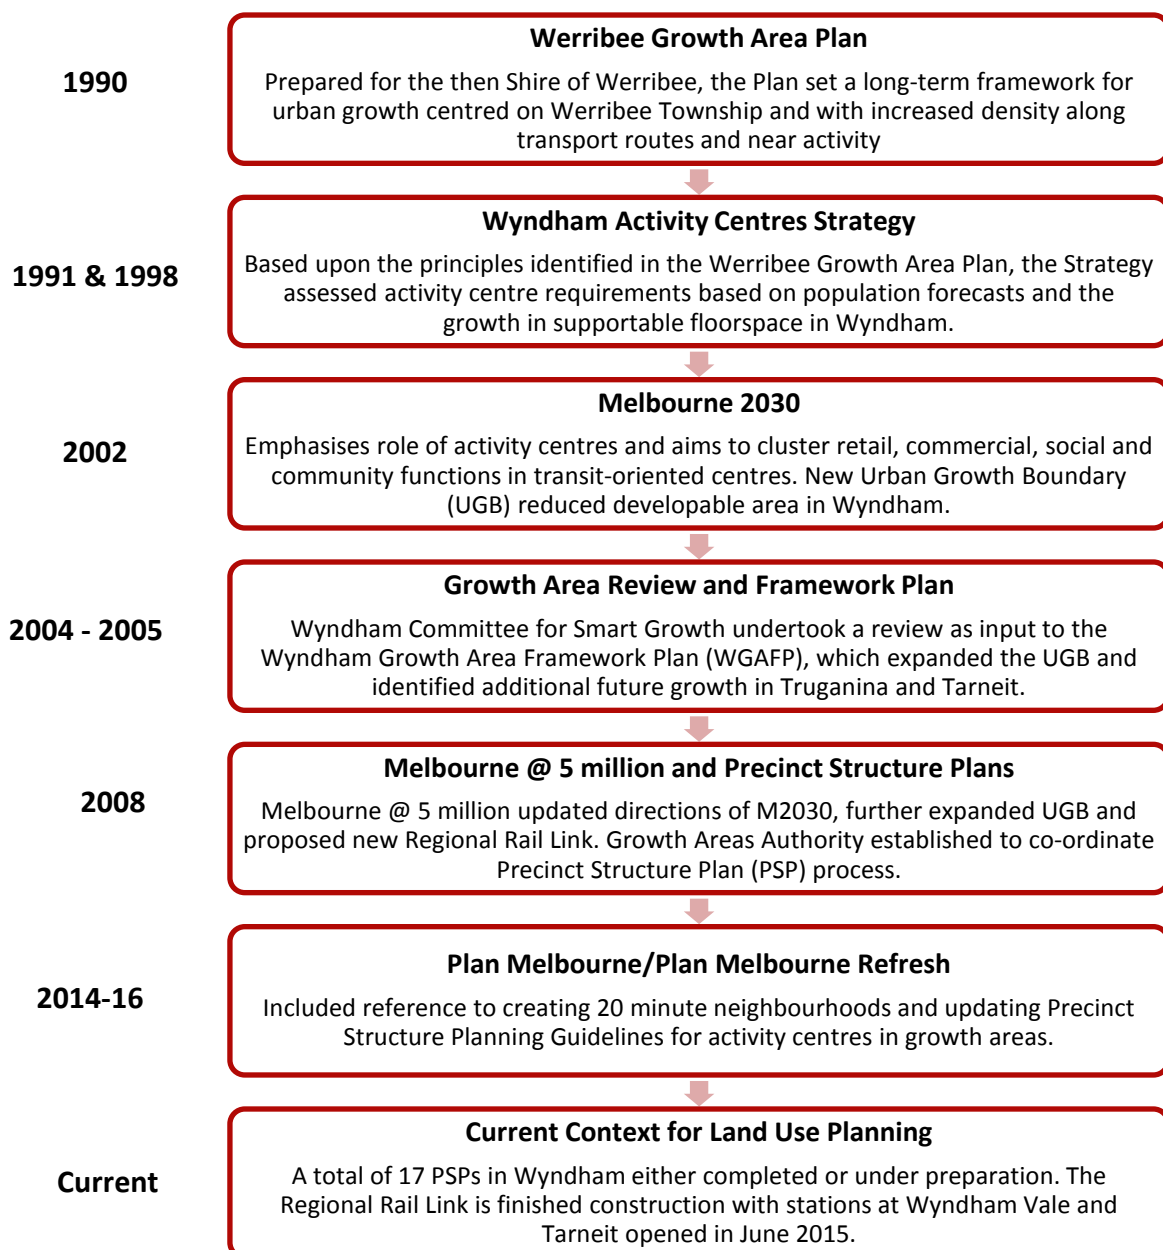 Werribee Growth Area Plan
1990
Prepared for the then Shire of Werribee, the Plan set a long-term framework for
urban growth centred on Werribee Township and with increased density along
transport routes and near activity
Wyndham Activity Centres Strategy
1991 & 1998
Based upon the principles identified in the Werribee Growth Area Plan, the Strategy
assessed activity centre requirements based on population forecasts and the
growth in supportable floorspace in Wyndham.
Melbourne 2030
2002
Emphasises role of activity centres and aims to cluster retail, commercial, social and
community functions in transit-oriented centres. New Urban Growth Boundary
(UGB) reduced developable area in Wyndham.
Growth Area Review and Framework Plan
2004 - 2005
Wyndham Committee for Smart Growth undertook a review as input to the
Wyndham Growth Area Framework Plan (WGAFP), which expanded the UGB and
identified additional future growth in Truganina and Tarneit.
Melbourne @ 5 million and Precinct Structure Plans
2008
Melbourne @ 5 million updated directions of M2030, further expanded UGB and
proposed new Regional Rail Link. Growth Areas Authority established to co-ordinate
Precinct Structure Plan (PSP) process.
Plan Melbourne/Plan Melbourne Refresh
2014-16
Included reference to creating 20 minute neighbourhoods and updating Precinct
Structure Planning Guidelines for activity centres in growth areas.
Current Context for Land Use Planning
Current
A total of 17 PSPs in Wyndham either completed or under preparation. The
Regional Rail Link is finished construction with stations at Wyndham Vale and
Tarneit opened in June 2015.